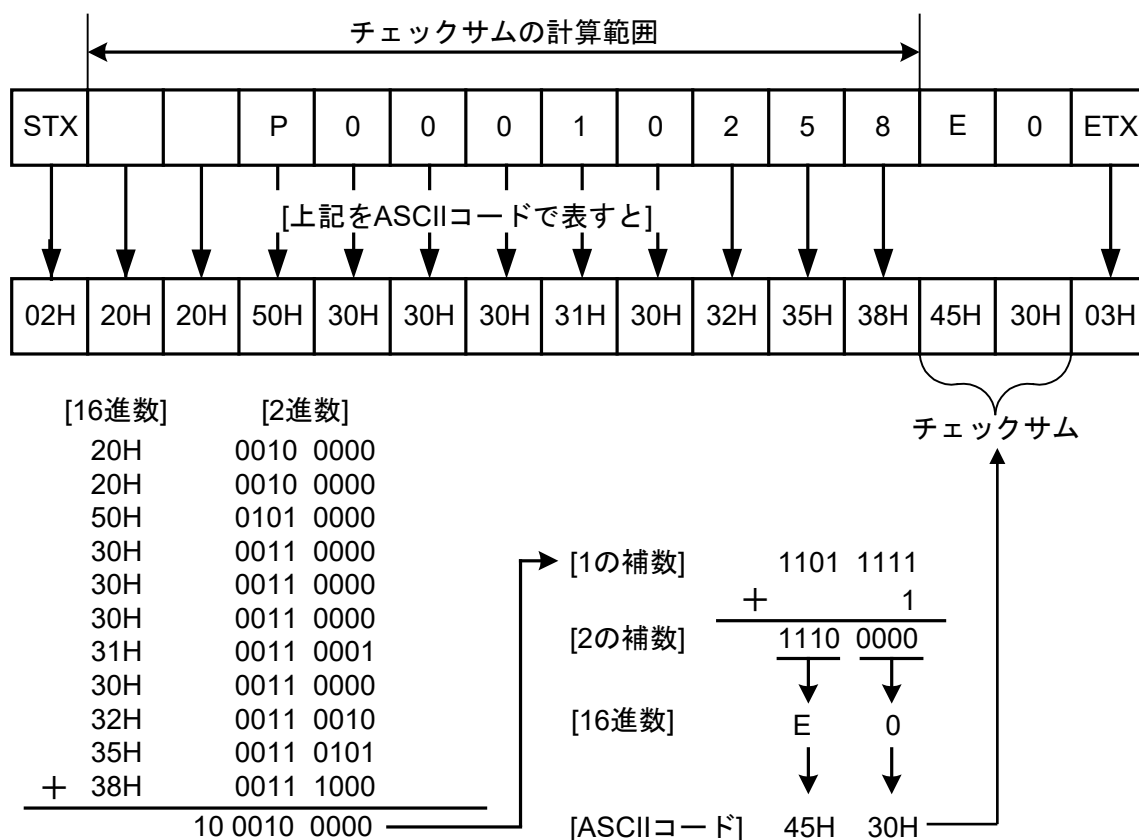 チェックサムの計算範囲
STX P 0 0 0 1 0 2 5 8 E 0 ETX
[上記をASCIIコードで表すと]
02H 20H 20H 50H 30H 30H 30H 31H 30H 32H 35H 38H 45H 30H 03H
チェックサム
[16進数] [2進数]
20H 0010 0000
20H 0010 0000
50H 0101 0000
30H 0011 0000
30H 0011 0000
30H 0011 0000
31H 0011 0001
30H 0011 0000
32H 0011 0010
35H 0011 0101
+ 38H 0011 1000
10 0010 0000
[1の補数] 1101 1111
+ 1
[2の補数] 1110 0000
[16進数] E 0
[ASCIIコード] 45H 30H